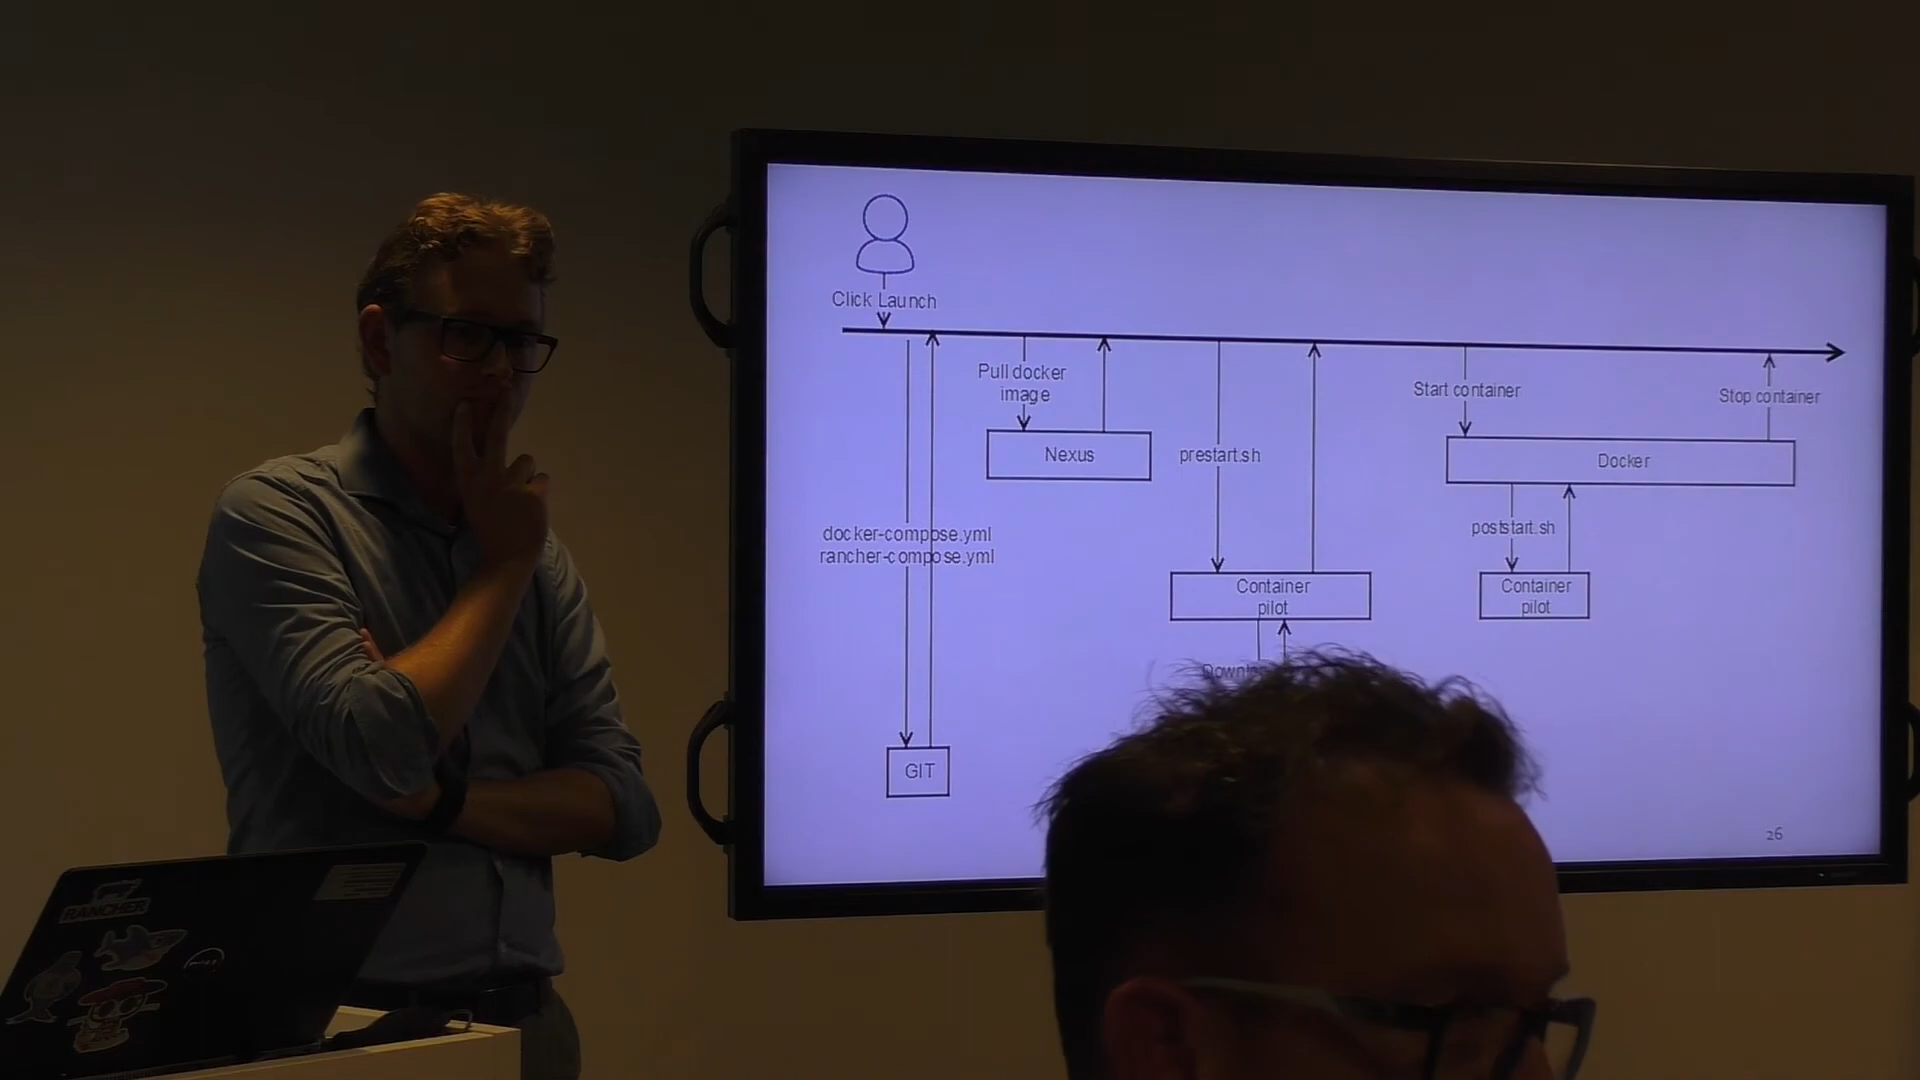 Click Launch
Pull docker
image
Start container
Stop container
Nexus
prestart.sh
Docker
docker-compose.yml
rancher-compose.yml
poststart.sh
Container
pilot
Container
pilot
GIT
26
RANCHER